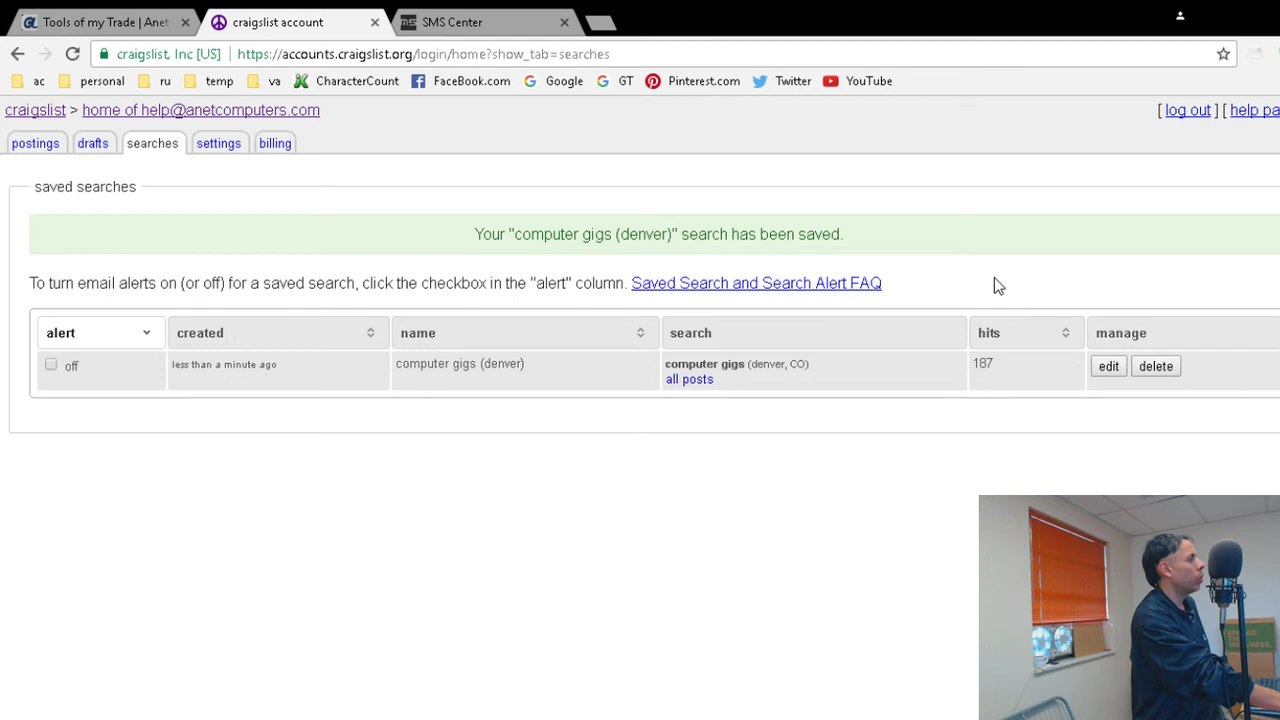 Tools of my Trade | Anet craigslist account SMS Center
craigslist, Inc [US] https://accounts.craigslist.org/login/home?show_tab=searches
ac personal ru temp va CharacterCount FaceBook.com Google GT Pinterest.com Twitter YouTube
craigslist > home of help@anetcomputers.com [ log out ] [ help pa
postings drafts searches settings billing
saved searches
Your "computer gigs (denver)" search has been saved.
To turn email alerts on (or off) for a saved search, click the checkbox in the "alert" column. Saved Search and Search Alert FAQ
alert created name search hits manage
off less than a minute ago computer gigs (denver) computer gigs (denver, CO) 187 edit delete
all posts
SPREAD
WELLNESS.